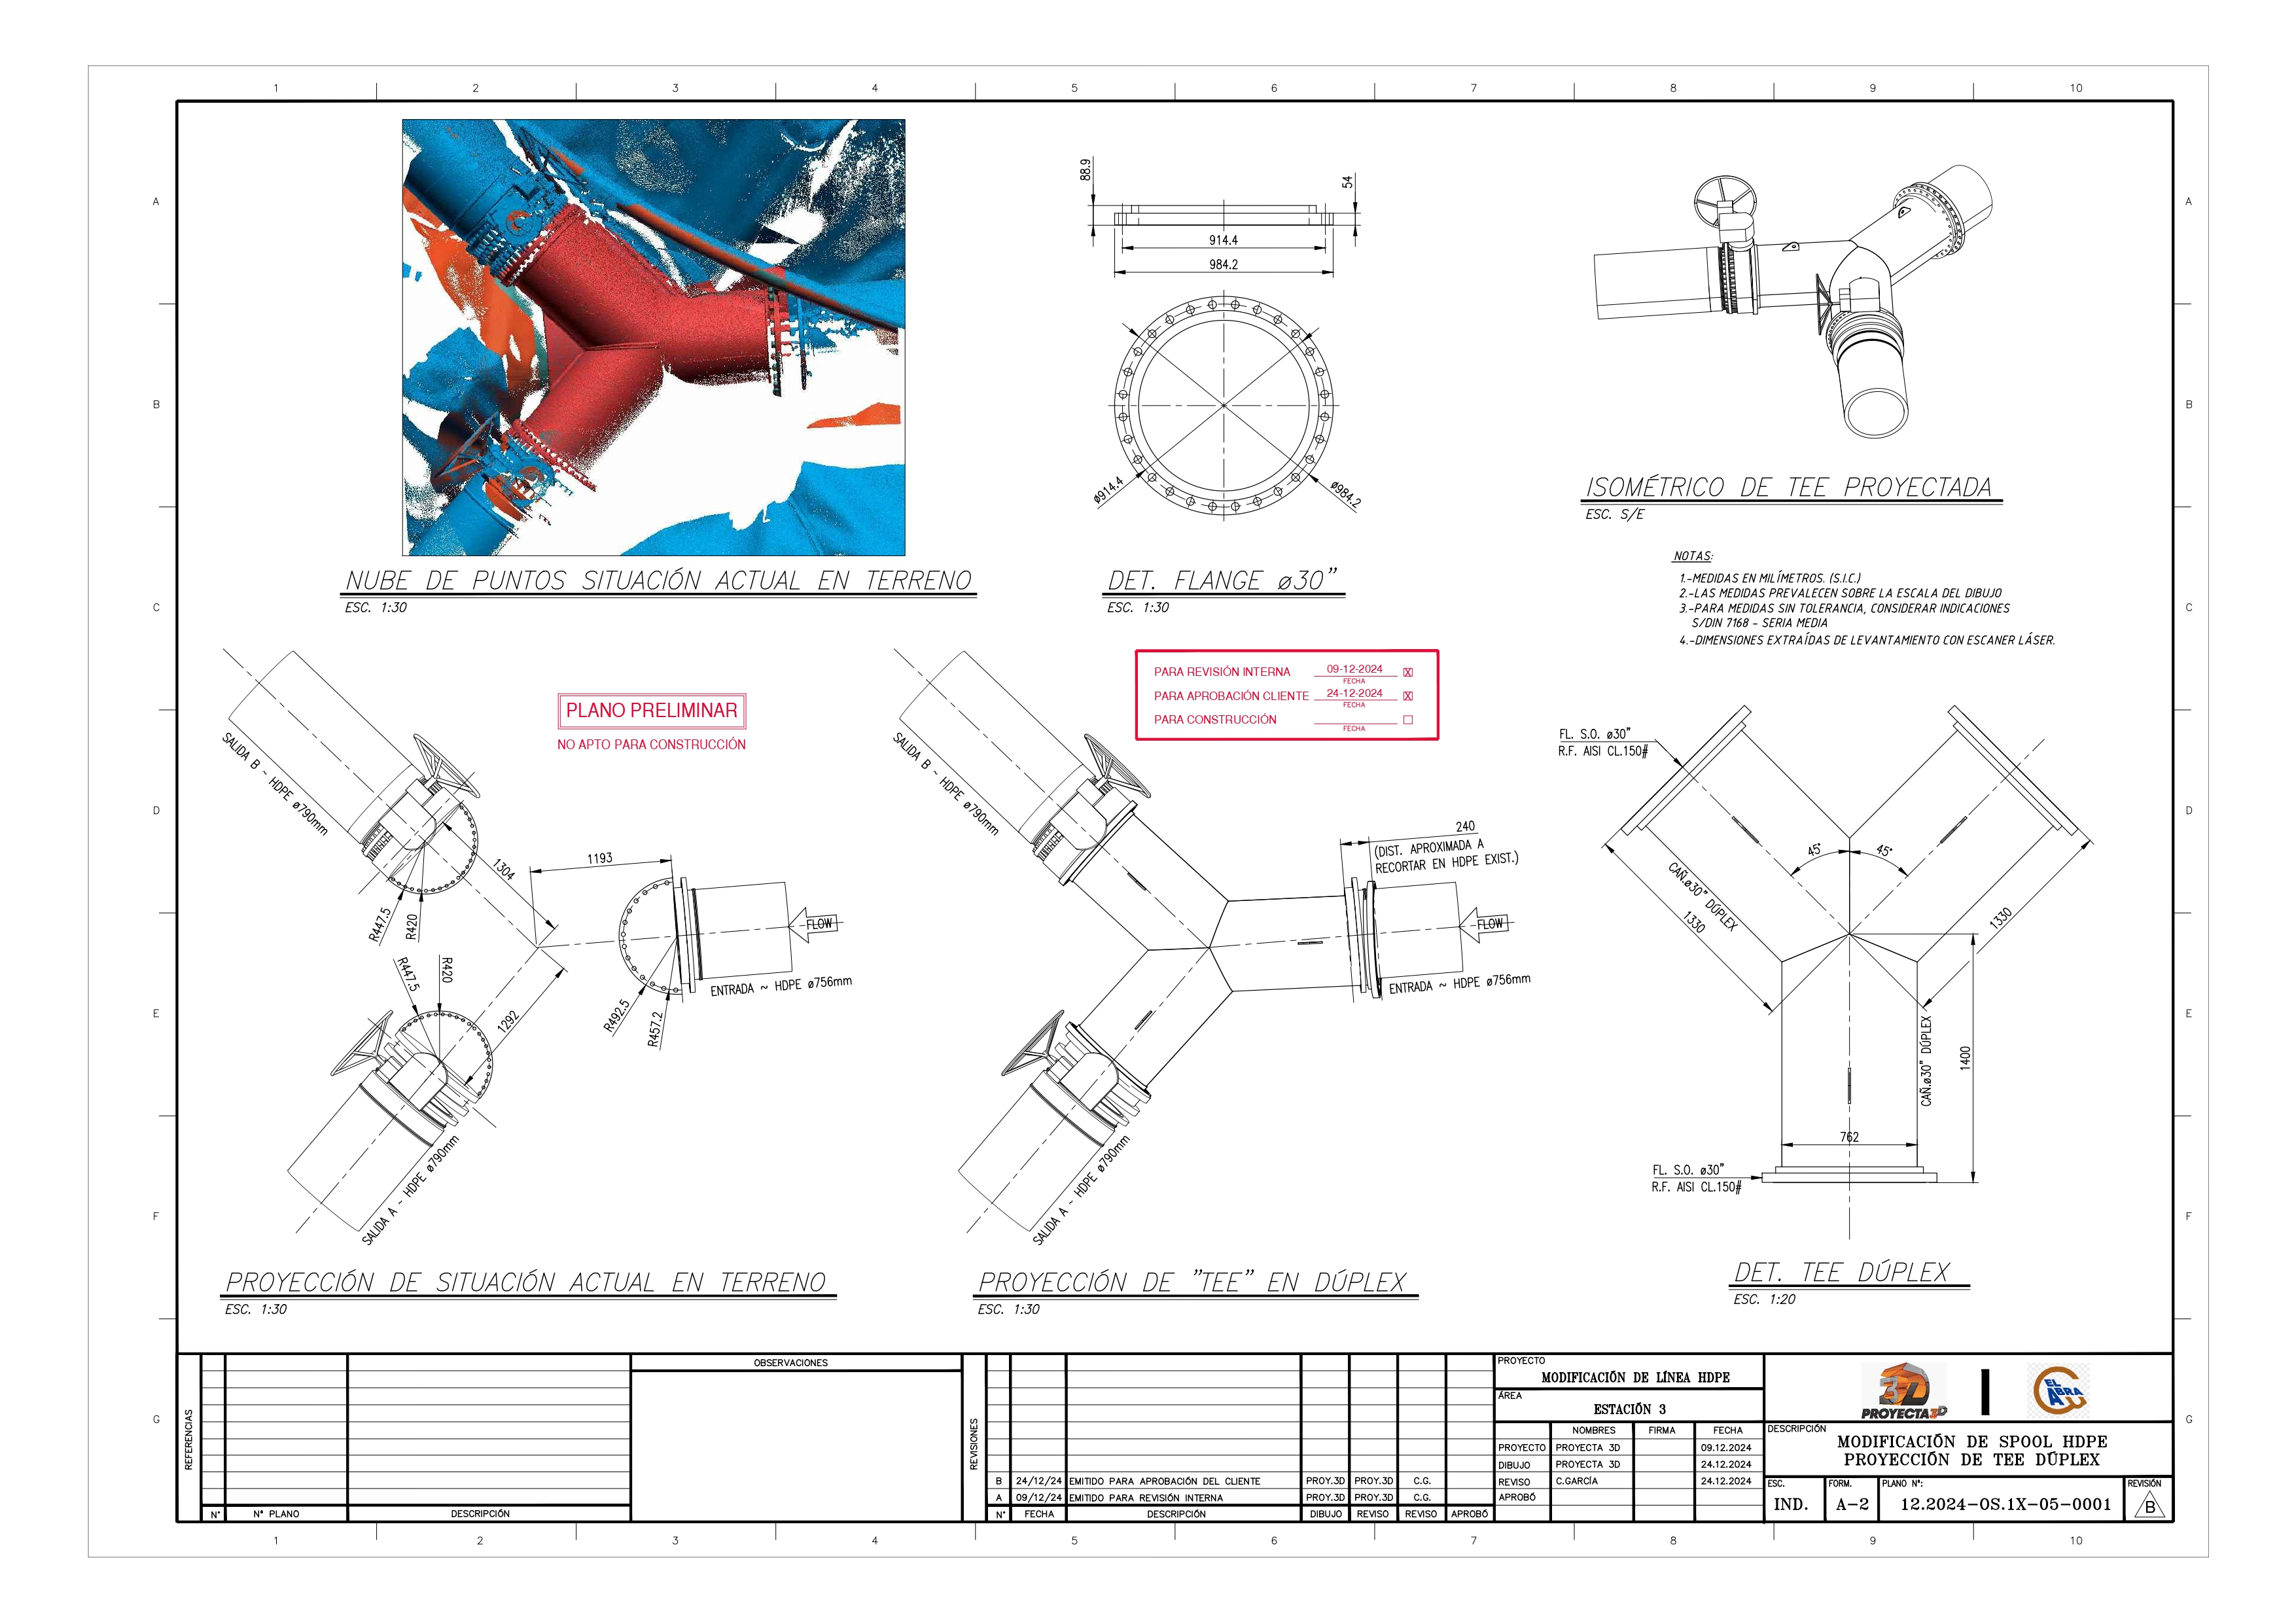 1 2 3 4 5 6 7 8 9 10
A
B
C
D
E
F
G
A
B
C
D
E
F
G
NUBE DE PUNTOS SITUACIÓN ACTUAL EN TERRENO
ESC. 1:30
88.9
54
914.4
984.2
ø914.4
ø984.2
DET. FLANGE ø30"
ESC. 1:30
ISOMÉTRICO DE TEE PROYECTADA
ESC. S/E
NOTAS:
1.-MEDIDAS EN MILÍMETROS. (S.I.C.)
2.-LAS MEDIDAS PREVALECEN SOBRE LA ESCALA DEL DIBUJO
3.-PARA MEDIDAS SIN TOLERANCIA, CONSIDERAR INDICACIONES
S/DIN 7168 - SERIA MEDIA
4.-DIMENSIONES EXTRAÍDAS DE LEVANTAMIENTO CON ESCANER LÁSER.
PLANO PRELIMINAR
NO APTO PARA CONSTRUCCIÓN
PARA REVISIÓN INTERNA 09-12-2024 X
FECHA
PARA APROBACIÓN CLIENTE 24-12-2024 X
FECHA
PARA CONSTRUCCIÓN
FECHA
SALIDA B ~ HDPE ø790mm
1304
1193
R447.5
R420
FLOW
ENTRADA ~ HDPE ø756mm
R492.5
R457.2
R447.5
R420
1292
SALIDA A ~ HDPE ø790mm
PROYECCIÓN DE SITUACIÓN ACTUAL EN TERRENO
ESC. 1:30
SALIDA B ~ HDPE ø790mm
240
(DIST. APROXIMADA A
RECORTAR EN HDPE EXIST.)
FLOW
ENTRADA ~ HDPE ø756mm
SALIDA A ~ HDPE ø790mm
PROYECCIÓN DE "TEE" EN DÚPLEX
ESC. 1:30
FL. S.O. ø30"
R.F. AISI CL.150#
45°
45°
CAÑ.ø30" DÚPLEX
1330
1330
CAÑ.ø30" DÚPLEX
1400
762
FL. S.O. ø30"
R.F. AISI CL.150#
DET. TEE DÚPLEX
ESC. 1:20
REFERENCIAS
OBSERVACIONES
N° N° PLANO DESCRIPCIÓN
REVISIONES
B 24/12/24 EMITIDO PARA APROBACIÓN DEL CLIENTE PROY.3D PROY.3D C.G.
A 09/12/24 EMITIDO PARA REVISIÓN INTERNA PROY.3D PROY.3D C.G.
N° FECHA DESCRIPCIÓN DIBUJO REVISO REVISO APROBÓ
PROYECTO
MODIFICACIÓN DE LÍNEA HDPE
ÁREA
ESTACIÓN 3
NOMBRES FIRMA FECHA
PROYECTO PROYECTA 3D 09.12.2024
DIBUJO PROYECTA 3D 24.12.2024
REVISO C.GARCÍA 24.12.2024
APROBÓ
3D
PROYECTA3D
EL ABRA
DESCRIPCIÓN
MODIFICACIÓN DE SPOOL HDPE
PROYECCIÓN DE TEE DÚPLEX
ESC. FORM. PLANO N°: REVISIÓN
IND. A-2 12.2024-OS.1X-05-0001 B
1 2 3 4 5 6 7 8 9 10